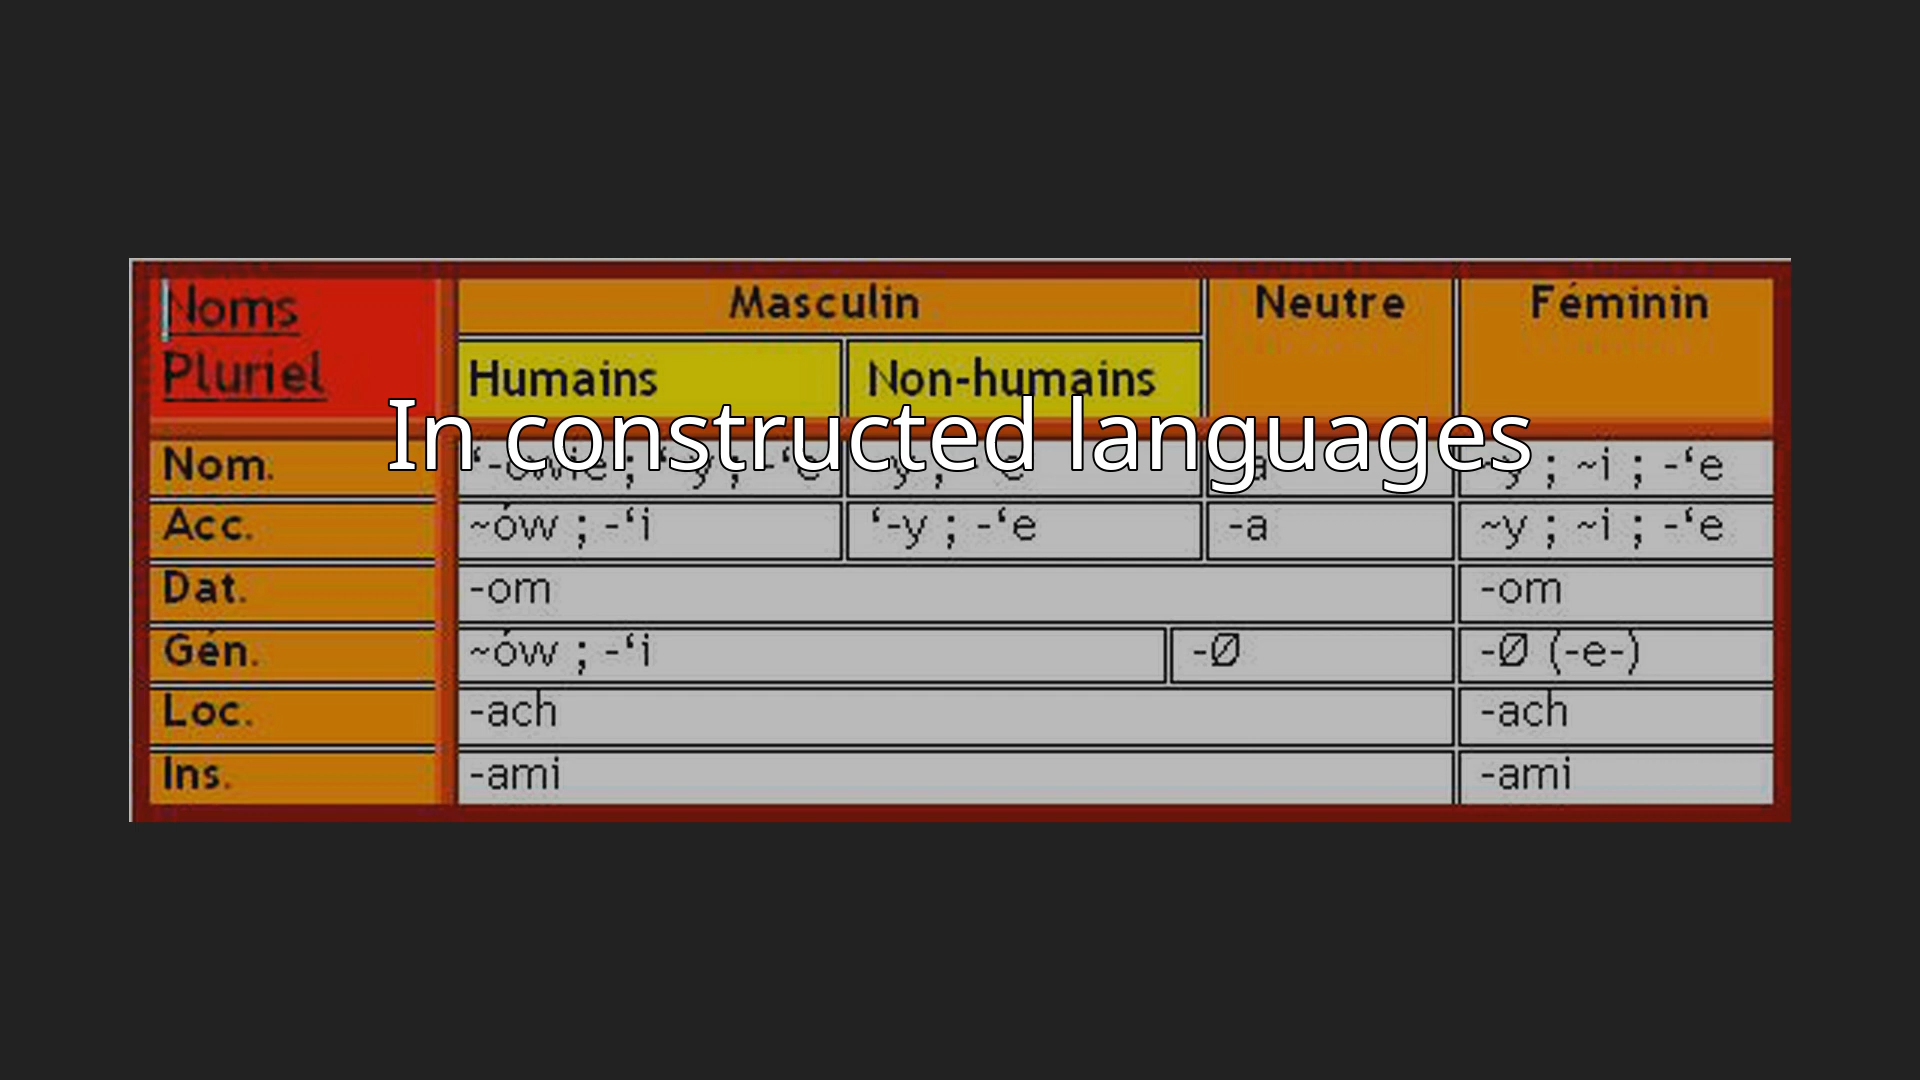 Noms
Pluriel
Masculin
Neutre
Féminin
Humains
Non-humains
In constructed languages
Nom.
~y ; ~i ; -‘e
Acc.
~ów ; -‘i
‘-y ; -‘e
-a
~y ; ~i ; -‘e
Dat.
-om
-om
Gén.
~ów ; -‘i
-Ø
-Ø (-e-)
Loc.
-ach
-ach
Ins.
-ami
-ami